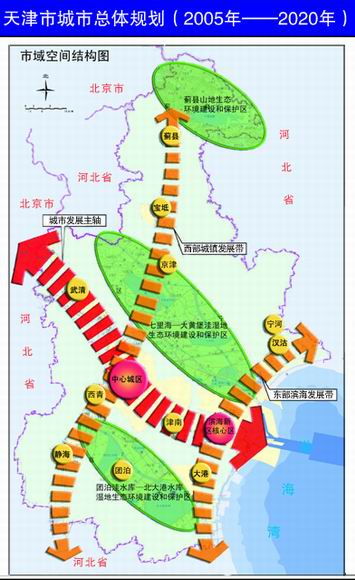 天津市城市总体规划（2005年——2020年）
市域空间结构图
北
北京市
蓟县山地生态
环境建设和保护区
蓟县
河北省
河北省
北京市
宝坻
城市发展主轴
西部城镇发展带
京津
武清
七里海—大黄堡洼湿地
生态环境建设和保护区
宁河
汉沽
河北省
中心城区
西青
东部滨海发展带
津南
滨海新
区核心区
静海
团泊
大港
团泊洼水库—北大港水库
湿地生态环境建设和保护区
海湾
河北省